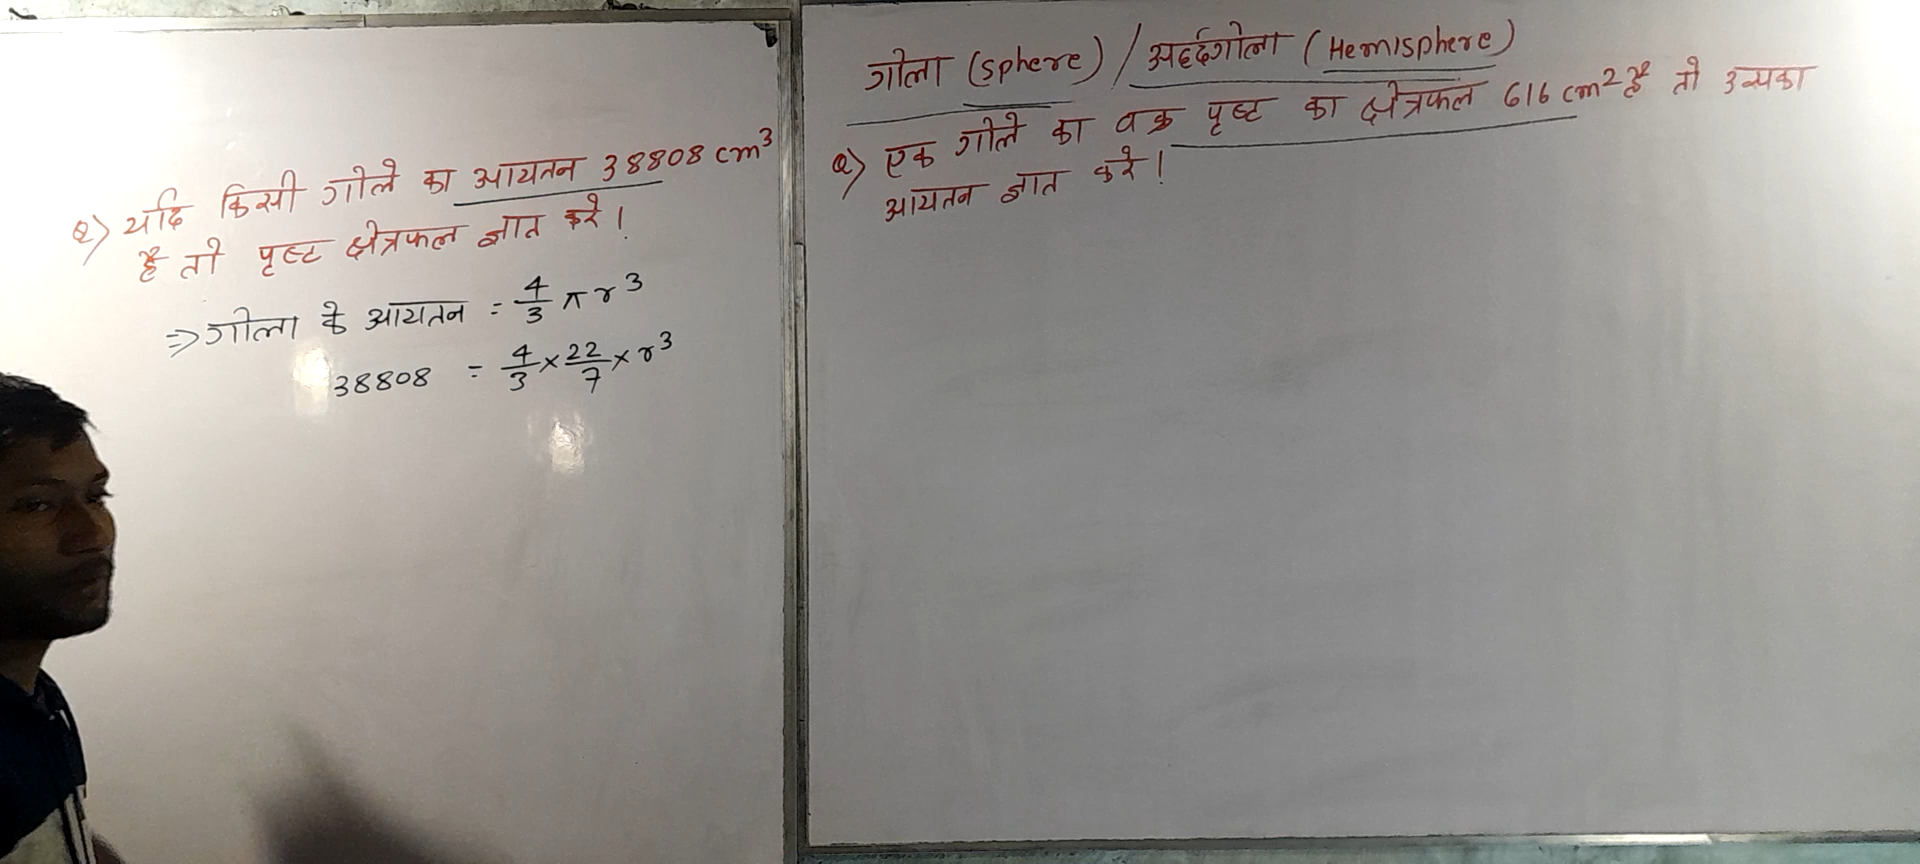 Q) यदि किसी गोले का आयतन 38808 cm³
है तो पृष्ट क्षेत्रफल ज्ञात करे।
⇒ गोला के आयतन = 4/3 π r³
38808 = 4/3 × 22/7 × r³
गोला (sphere) / अर्द्दगोला (Hemisphere)
Q) एक गोले का वक्र पृष्ट का क्षेत्रफल 616 cm² है तो उसका
आयतन ज्ञात करे।